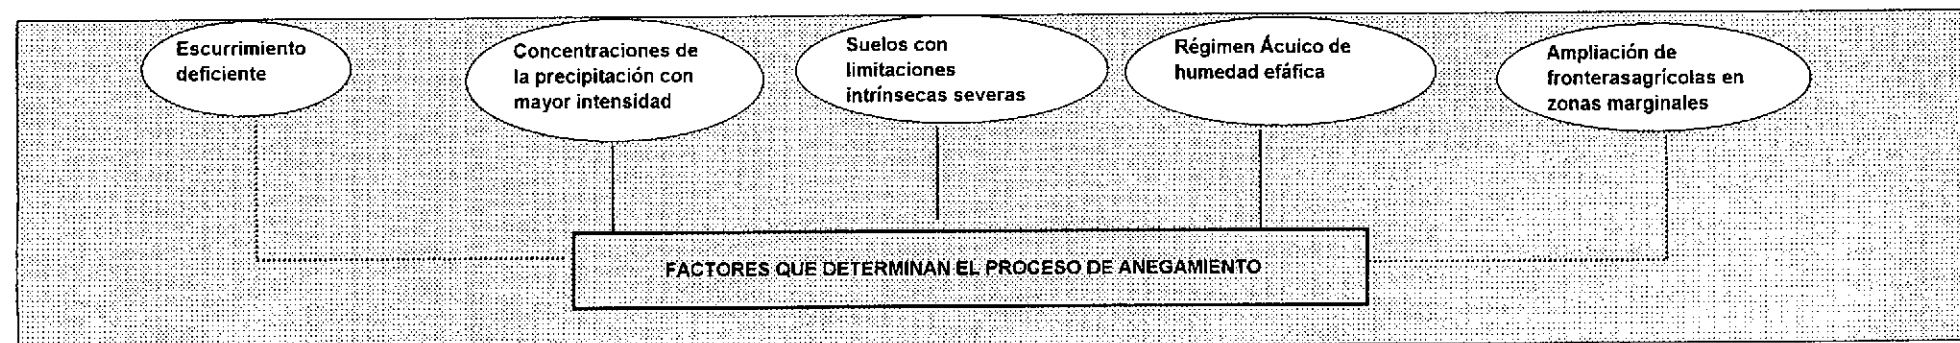 Escurrimiento
deficiente
Concentraciones de
la precipitación con
mayor intensidad
Suelos con
limitaciones
intrínsecas severas
Régimen Ácuico de
humedad efáfica
Ampliación de
fronterasagrícolas en
zonas marginales
FACTORES QUE DETERMINAN EL PROCESO DE ANEGAMIENTO